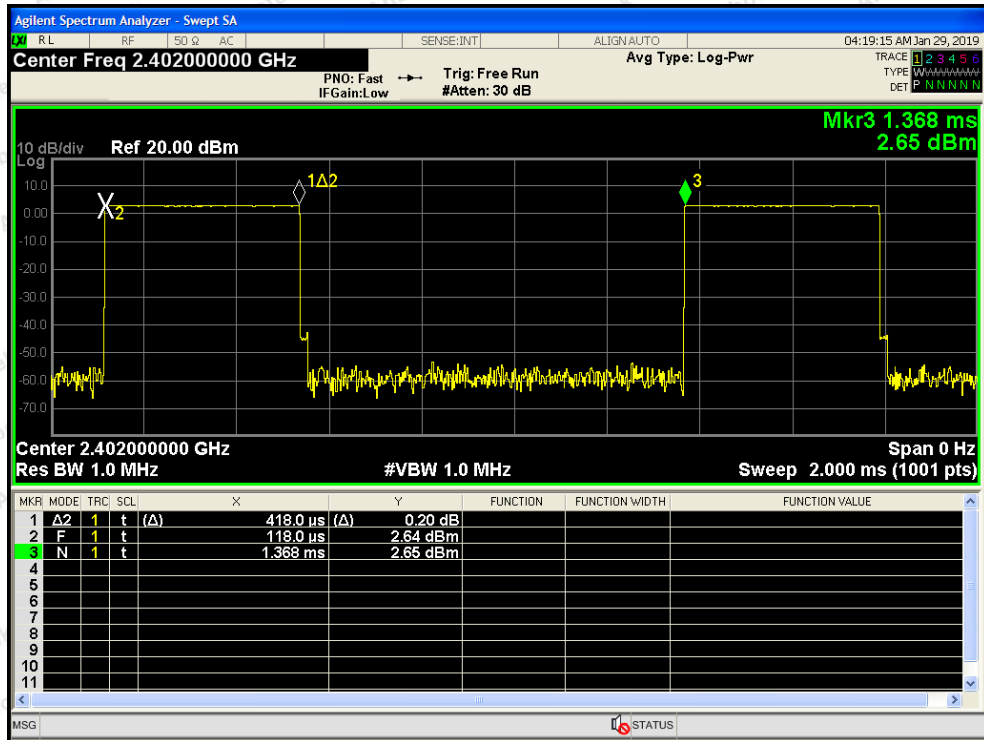 Agilent Spectrum Analyzer - Swept SA
LXI RL RF 50 Ω AC SENSE:INT ALIGN AUTO 04:19:15 AM Jan 29, 2019
Center Freq 2.402000000 GHz Avg Type: Log-Pwr TRACE 1 2 3 4 5 6
PNO: Fast Trig: Free Run TYPE WWWWWW
IFGain:Low #Atten: 30 dB DET P N N N N N
Mkr3 1.368 ms
10 dB/div Ref 20.00 dBm 2.65 dBm
Log
10.0
0.00
-10.0
-20.0
-30.0
-40.0
-50.0
-60.0
-70.0
X2
1Δ2
3
Center 2.402000000 GHz Span 0 Hz
Res BW 1.0 MHz #VBW 1.0 MHz Sweep 2.000 ms (1001 pts)
MKR MODE TRC SCL X Y FUNCTION FUNCTION WIDTH FUNCTION VALUE
1 Δ2 1 t (Δ) 418.0 µs (Δ) 0.20 dB
2 F 1 t 118.0 µs 2.64 dBm
3 N 1 t 1.368 ms 2.65 dBm
4
5
6
7
8
9
10
11
MSG STATUS